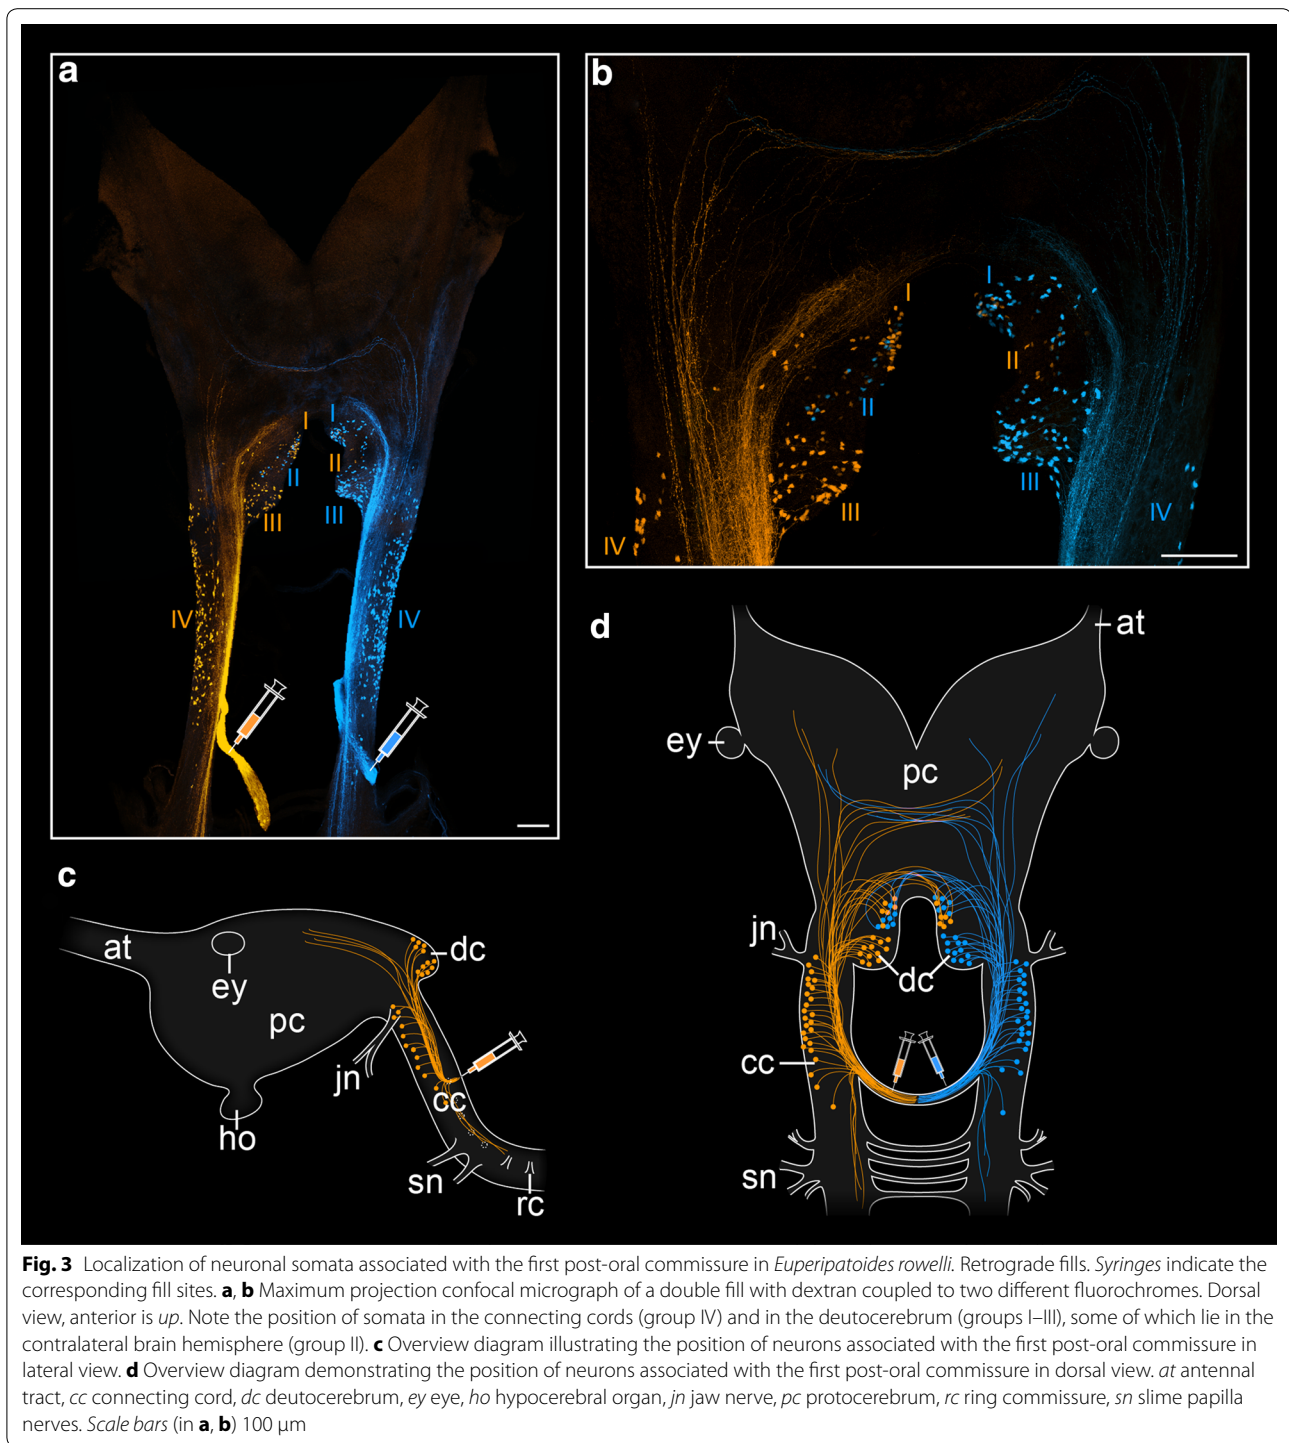 a
I
I
II
II
III
III
IV
IV
b
I
I
II
II
III
III
IV
IV
c
at
ey
pc
dc
jn
cc
ho
sn
rc
d
at
ey
pc
jn
dc
cc
sn
Fig. 3 Localization of neuronal somata associated with the first post-oral commissure in Euperipatoides rowelli. Retrograde fills. Syringes indicate the
corresponding fill sites. a, b Maximum projection confocal micrograph of a double fill with dextran coupled to two different fluorochromes. Dorsal
view, anterior is up. Note the position of somata in the connecting cords (group IV) and in the deutocerebrum (groups I–III), some of which lie in the
contralateral brain hemisphere (group II). c Overview diagram illustrating the position of neurons associated with the first post-oral commissure in
lateral view. d Overview diagram demonstrating the position of neurons associated with the first post-oral commissure in dorsal view. at antennal
tract, cc connecting cord, dc deutocerebrum, ey eye, ho hypocerebral organ, jn jaw nerve, pc protocerebrum, rc ring commissure, sn slime papilla
nerves. Scale bars (in a, b) 100 μm